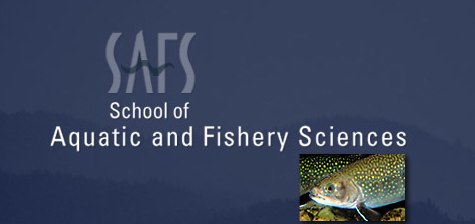 SAFS
School of
Aquatic and Fishery Sciences